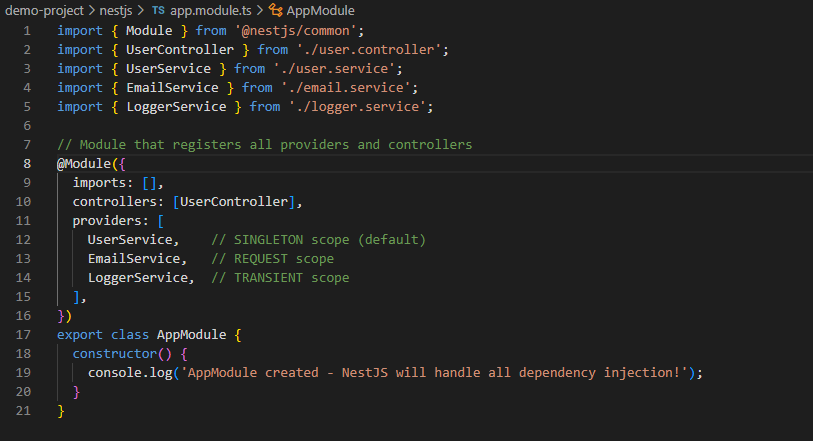 demo-project > nestjs > TS app.module.ts > AppModule
1 import { Module } from '@nestjs/common';
2 import { UserController } from './user.controller';
3 import { UserService } from './user.service';
4 import { EmailService } from './email.service';
5 import { LoggerService } from './logger.service';
6
7 // Module that registers all providers and controllers
8 @Module({
9   imports: [],
10   controllers: [UserController],
11   providers: [
12     UserService,    // SINGLETON scope (default)
13     EmailService,   // REQUEST scope
14     LoggerService,  // TRANSIENT scope
15   ],
16 })
17 export class AppModule {
18   constructor() {
19     console.log('AppModule created - NestJS will handle all dependency injection!');
20   }
21 }